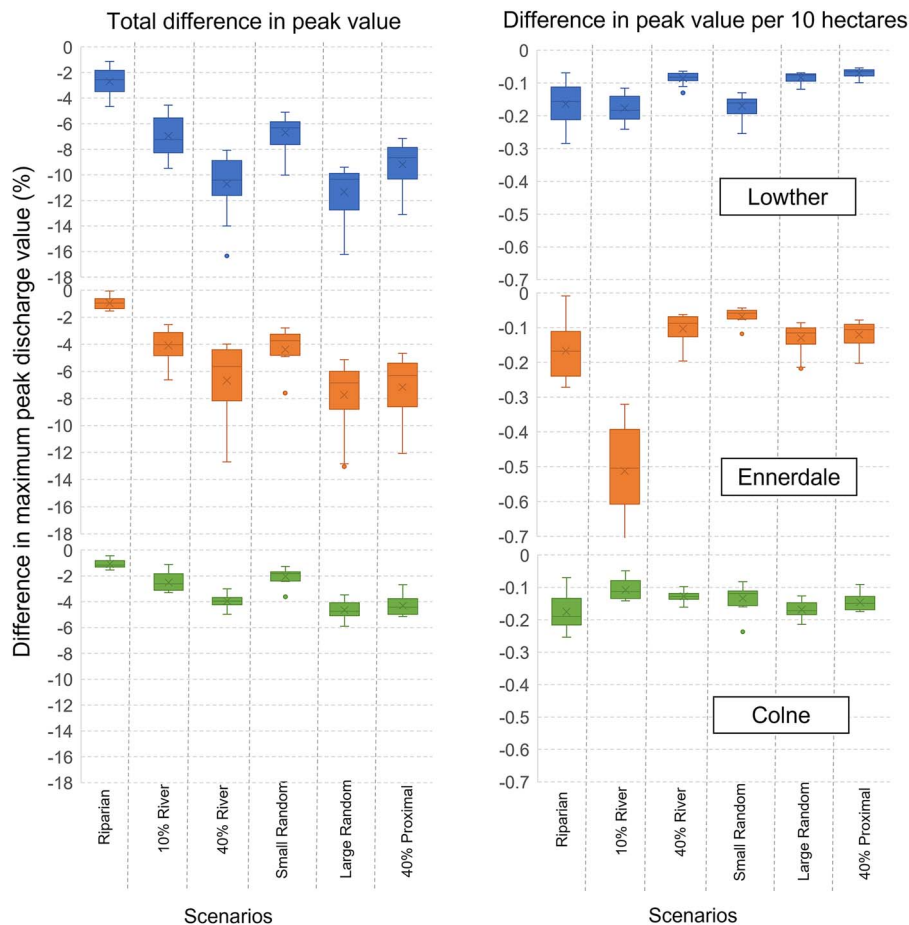 Total difference in peak value
Difference in peak value per 10 hectares
Difference in maximum peak discharge value (%)
0
-2
-4
-6
-8
-10
-12
-14
-16
-18
0
-2
-4
-6
-8
-10
-12
-14
-16
-18
0
-2
-4
-6
-8
-10
-12
-14
-16
-18
Riparian
10% River
40% River
Small Random
Large Random
40% Proximal
Scenarios
0
-0.1
-0.2
-0.3
-0.4
-0.5
-0.6
-0.7
Lowther
0
-0.1
-0.2
-0.3
-0.4
-0.5
-0.6
-0.7
Ennerdale
0
-0.1
-0.2
-0.3
-0.4
-0.5
-0.6
-0.7
Colne
Riparian
10% River
40% River
Small Random
Large Random
40% Proximal
Scenarios